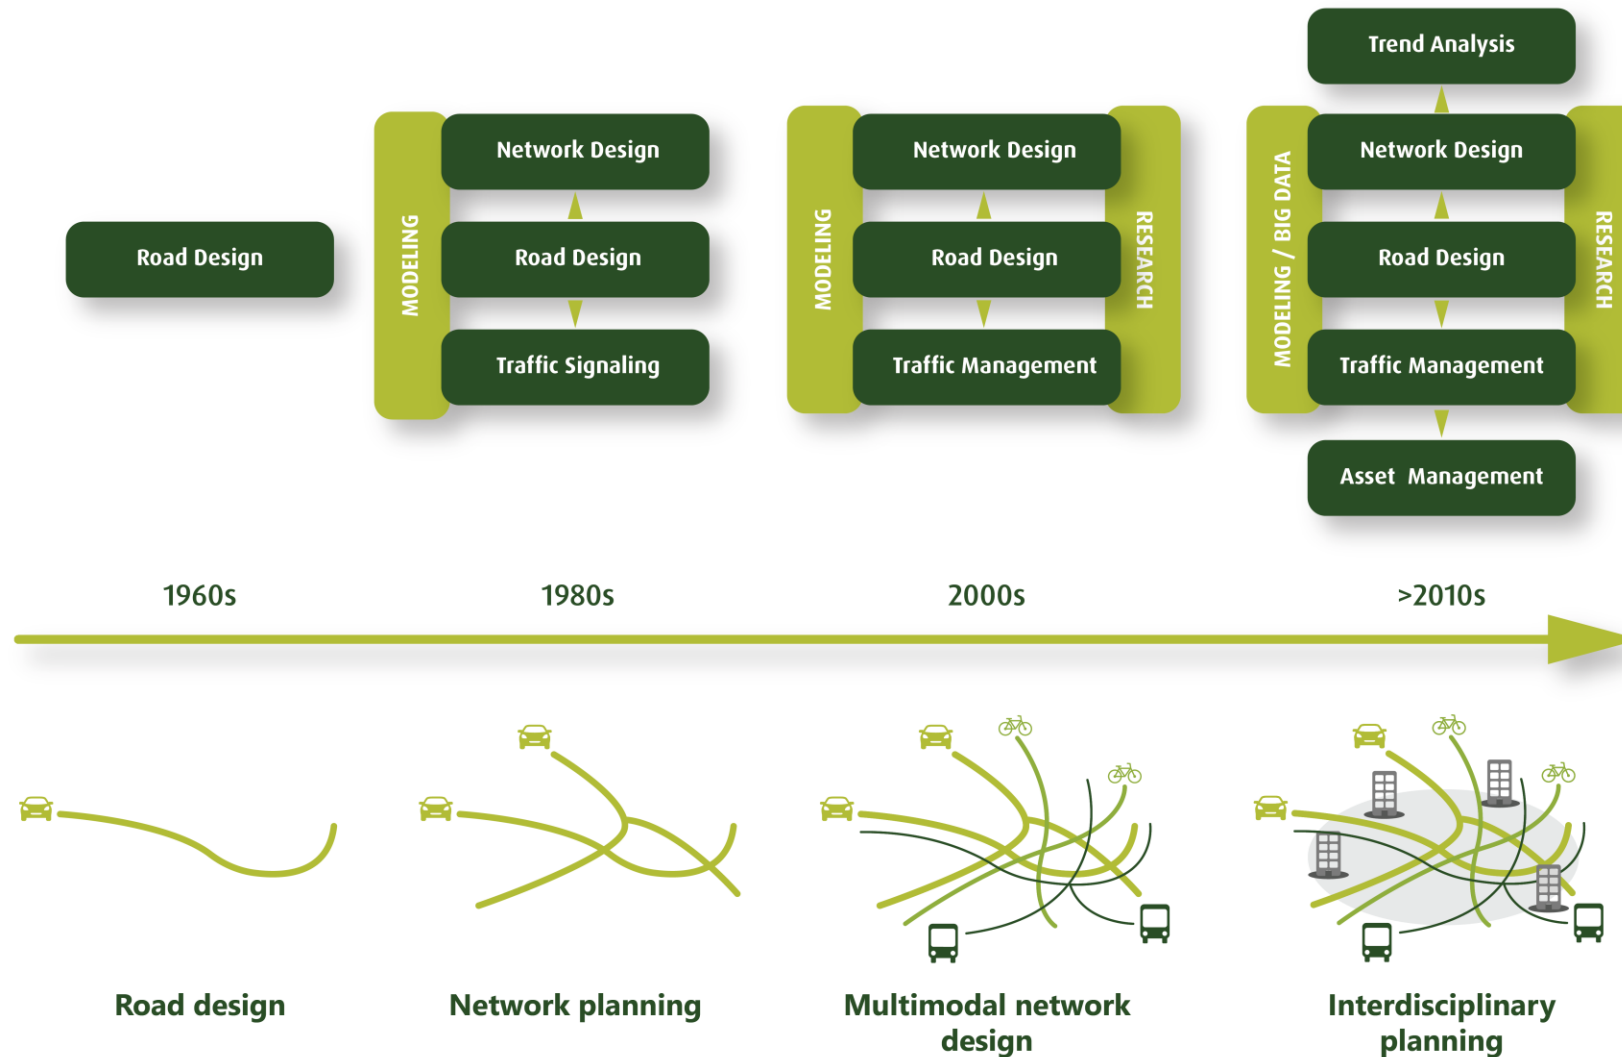 Road Design
MODELING
Network Design
Road Design
Traffic Signaling
MODELING
Network Design
Road Design
Traffic Management
RESEARCH
Trend Analysis
MODELING / BIG DATA
Network Design
Road Design
Traffic Management
Asset Management
RESEARCH
1960s
1980s
2000s
>2010s
Road design
Network planning
Multimodal network
design
Interdisciplinary
planning